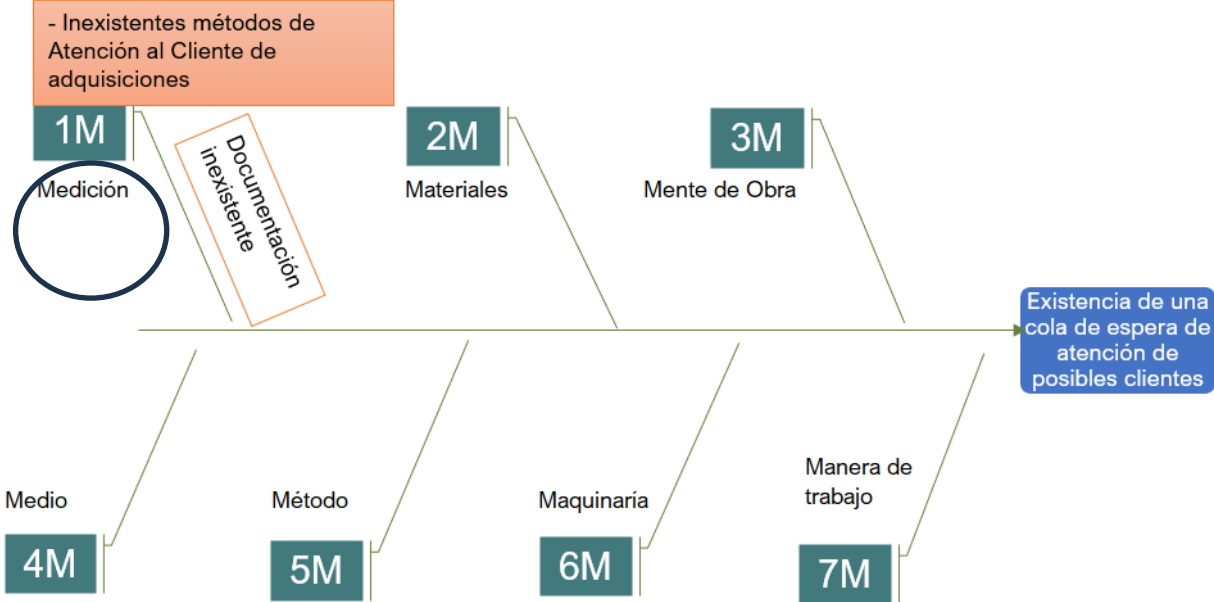 - Inexistentes métodos de
Atención al Cliente de
adquisiciones
1M
Medición
Documentación
inexistente
2M
Materiales
3M
Mente de Obra
Existencia de una
cola de espera de
atención de
posibles clientes
Medio
4M
Método
5M
Maquinaría
6M
Manera de
trabajo
7M